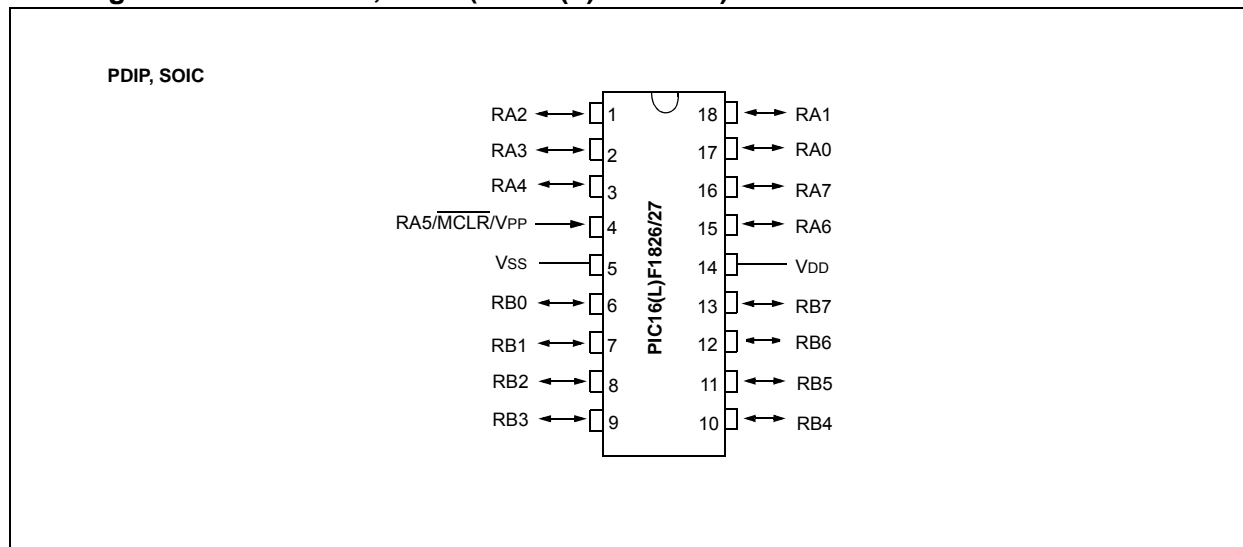 PDIP, SOIC
RA2 1 18 RA1
RA3 2 17 RA0
RA4 3 16 RA7
RA5/MCLR/VPP 4 15 RA6
VSS 5 14 VDD
RB0 6 13 RB7
RB1 7 12 RB6
RB2 8 11 RB5
RB3 9 10 RB4
PIC16(L)F1826/27